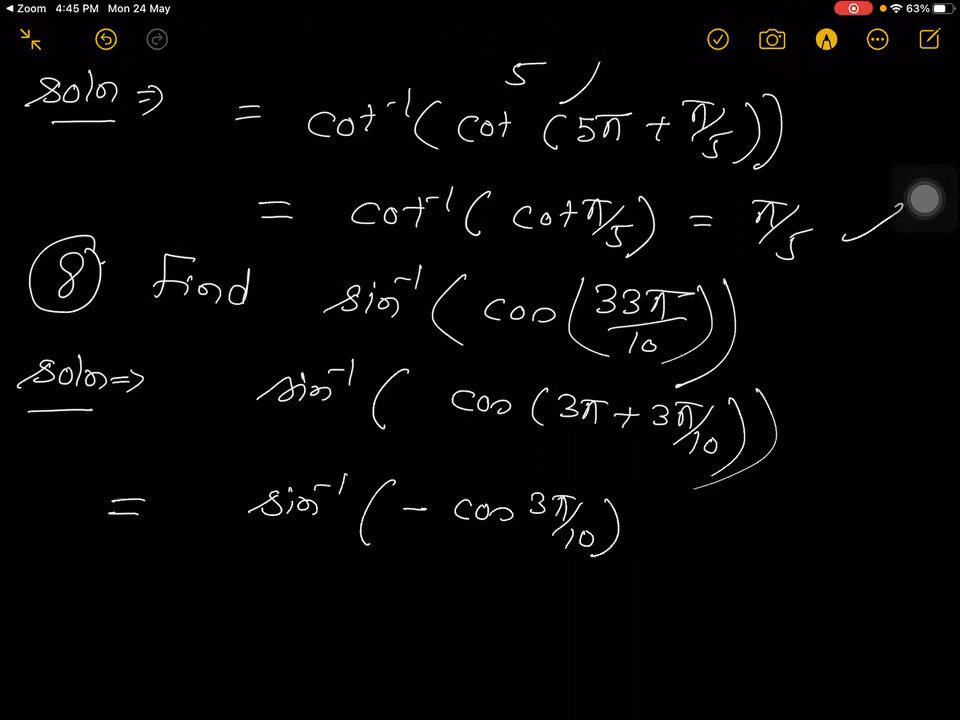 Zoom 4:45 PM Mon 24 May 63%
5
Soln ⇒ = cot⁻¹(cot (5π + π/5))
= cot⁻¹(cot π/5) = π/5
8 Find sin⁻¹(cos(33π/10))
Soln ⇒ sin⁻¹(cos(3π + 3π/10))
= sin⁻¹(- cos 3π/10)